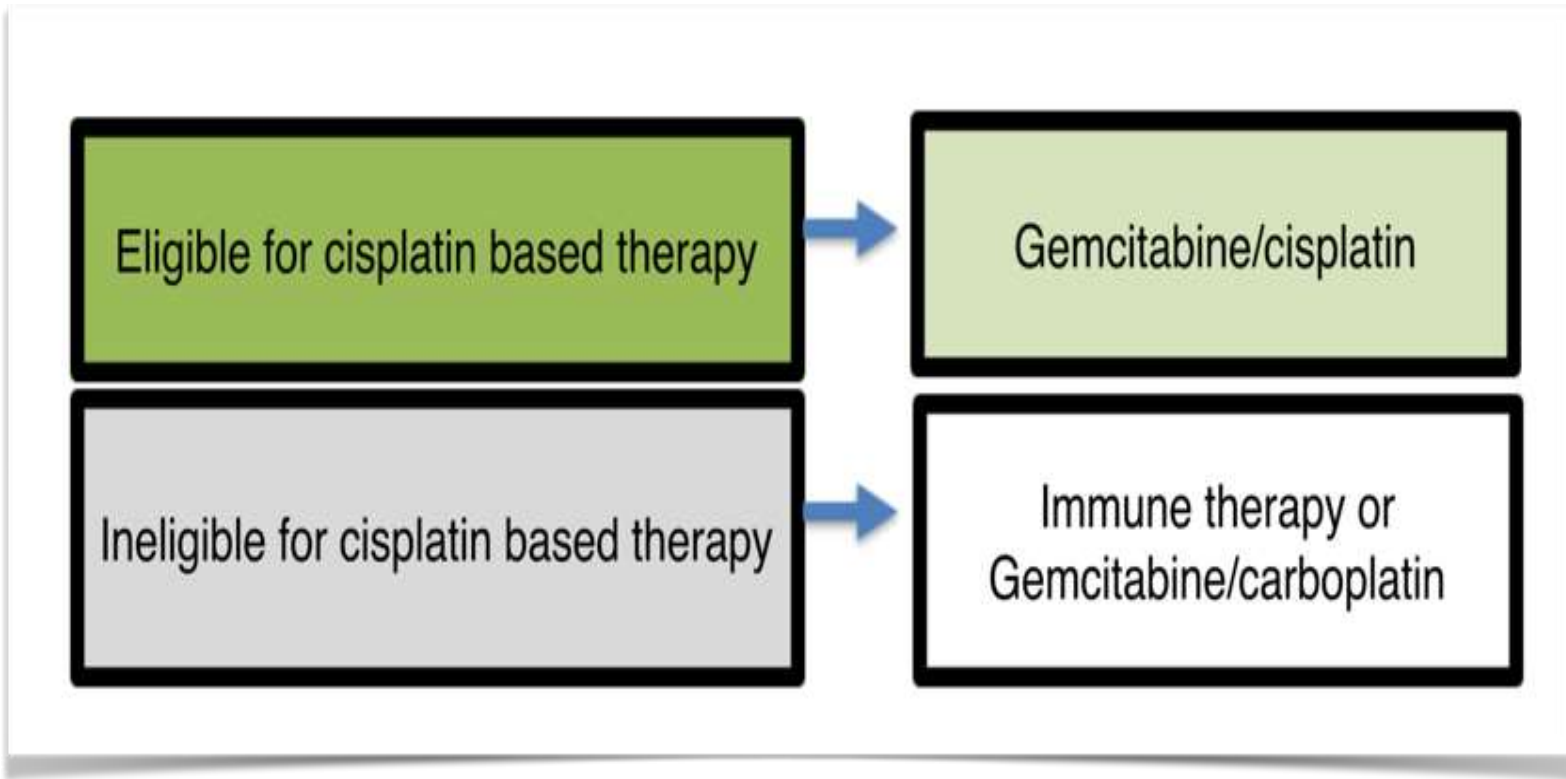 Eligible for cisplatin based therapy
Gemcitabine/cisplatin
Ineligible for cisplatin based therapy
Immune therapy or
Gemcitabine/carboplatin